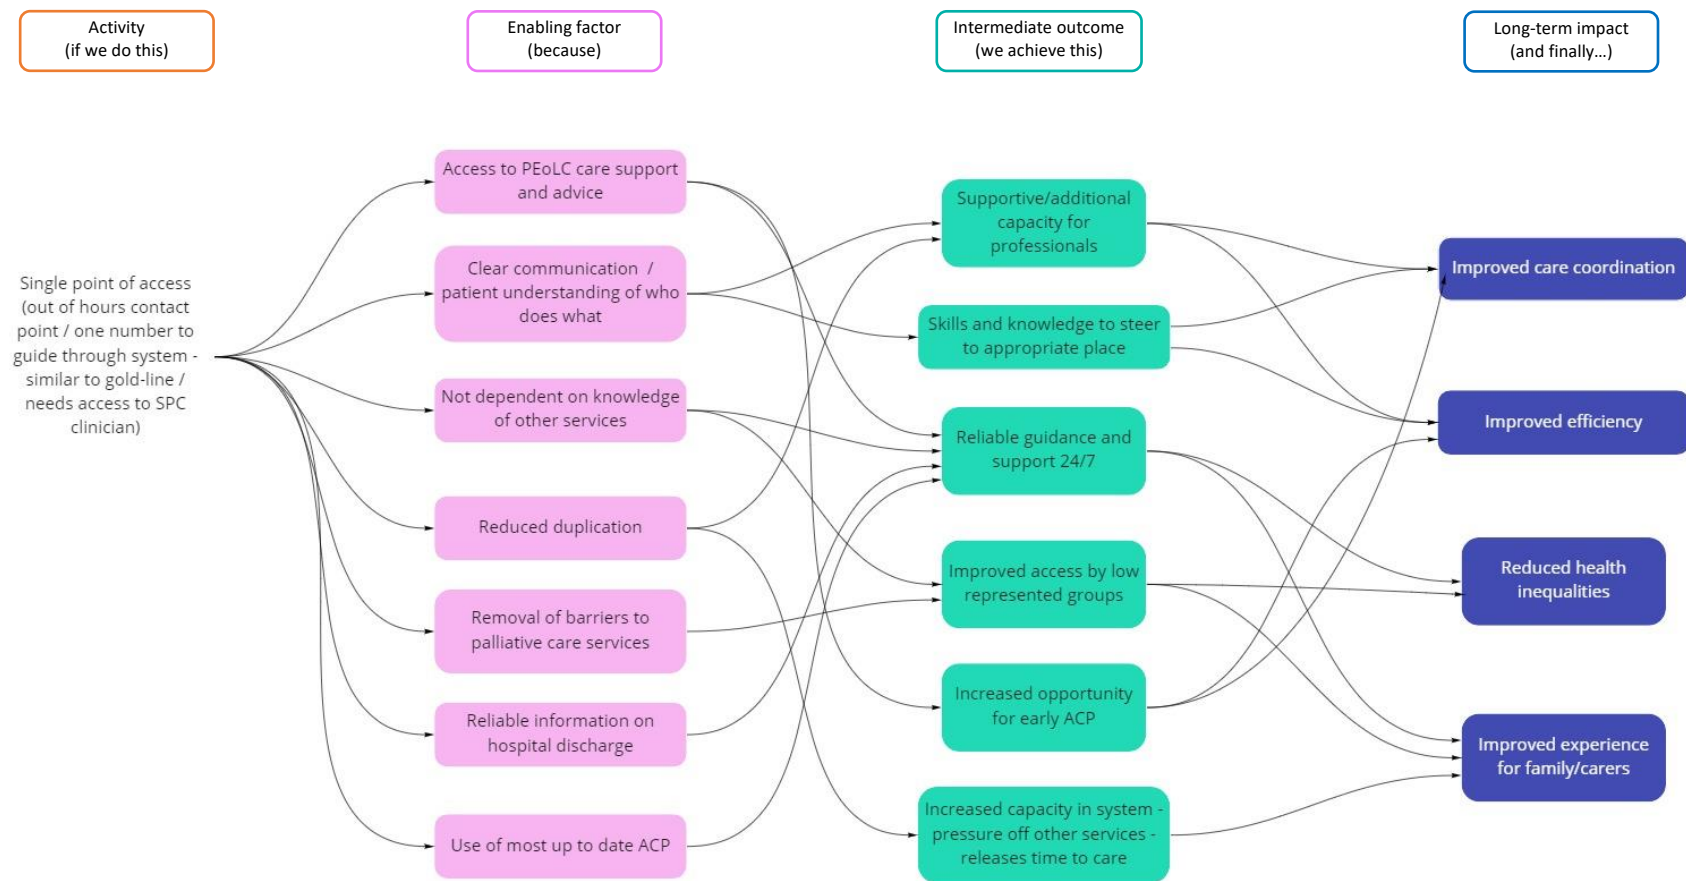 Activity
(if we do this)
Enabling factor
(because)
Intermediate outcome
(we achieve this)
Long-term impact
(and finally...)
Single point of access
(out of hours contact
point / one number to
guide through system -
similar to gold-line /
needs access to SPC
clinician)
Access to PEoLC care support
and advice
Clear communication /
patient understanding of who
does what
Not dependent on knowledge
of other services
Reduced duplication
Removal of barriers to
palliative care services
Reliable information on
hospital discharge
Use of most up to date ACP
Supportive/additional
capacity for
professionals
Skills and knowledge to steer
to appropriate place
Reliable guidance and
support 24/7
Improved access by low
represented groups
Increased opportunity
for early ACP
Increased capacity in system -
pressure off other services -
releases time to care
Improved care coordination
Improved efficiency
Reduced health
inequalities
Improved experience
for family/carers